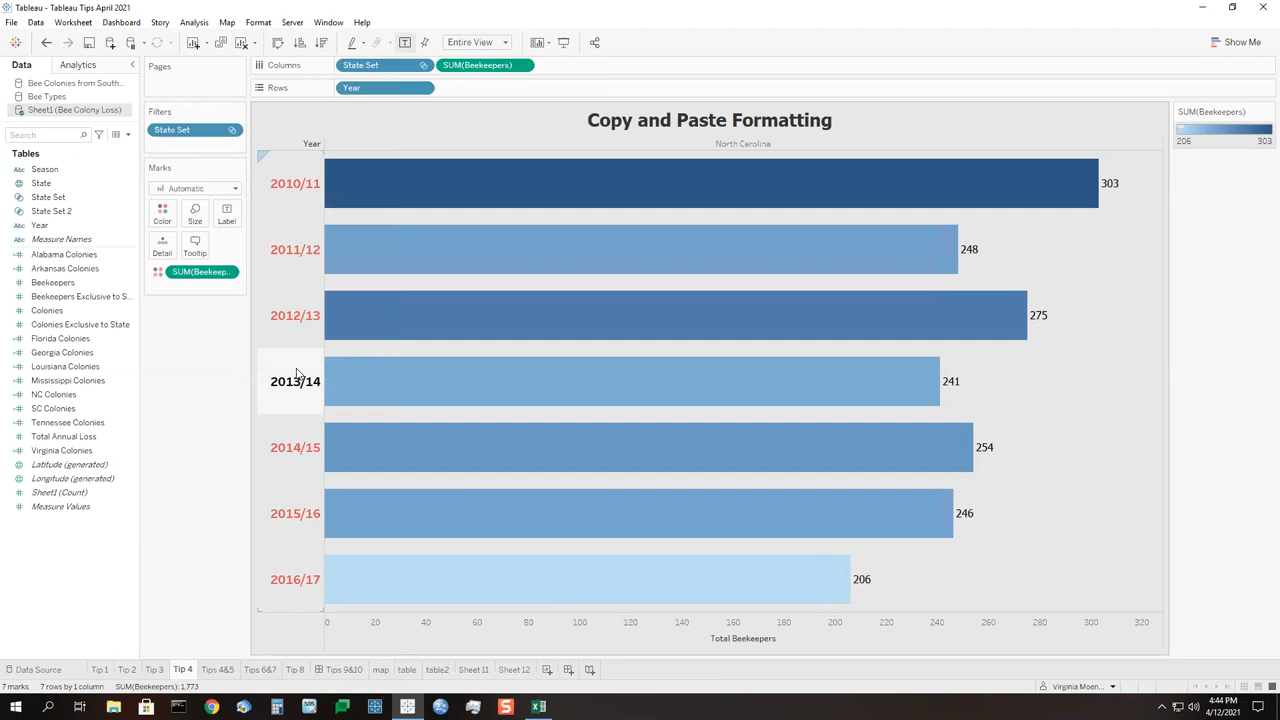 Tableau - Tableau Tips April 2021
File Data Worksheet Dashboard Story Analysis Map Format Server Window Help
Entire View Show Me
Data Analytics
Pages
Columns State Set SUM(Beekeepers)
Rows Year
Bee Colonies from South...
Bee Types
Sheet1 (Bee Colony Loss)
Search
Tables
Abc Season
State
State Set
State Set 2
Abc Year
Abc Measure Names
Alabama Colonies
Arkansas Colonies
Beekeepers
Beekeepers Exclusive to S...
Colonies
Colonies Exclusive to State
Florida Colonies
Georgia Colonies
Louisiana Colonies
Mississippi Colonies
NC Colonies
SC Colonies
Tennessee Colonies
Total Annual Loss
Virginia Colonies
Latitude (generated)
Longitude (generated)
Sheet1 (Count)
Measure Values
Filters
State Set
Marks
Automatic
Color Size Label
Detail Tooltip
SUM(Beekeep..
Copy and Paste Formatting
Year North Carolina
2010/11 303
2011/12 248
2012/13 275
2013/14 241
2014/15 254
2015/16 246
2016/17 206
0 20 40 60 80 100 120 140 160 180 200 220 240 260 280 300 320
Total Beekeepers
SUM(Beekeepers)
206 303
Data Source Tip 1 Tip 2 Tip 3 Tip 4 Tips 4&5 Tips 6&7 Tip 8 Tips 9&10 map table table2 Sheet 11 Sheet 12
7 marks 7 rows by 1 column SUM(Beekeepers): 1,773 Virginia Moen...
4:44 PM
4/12/2021